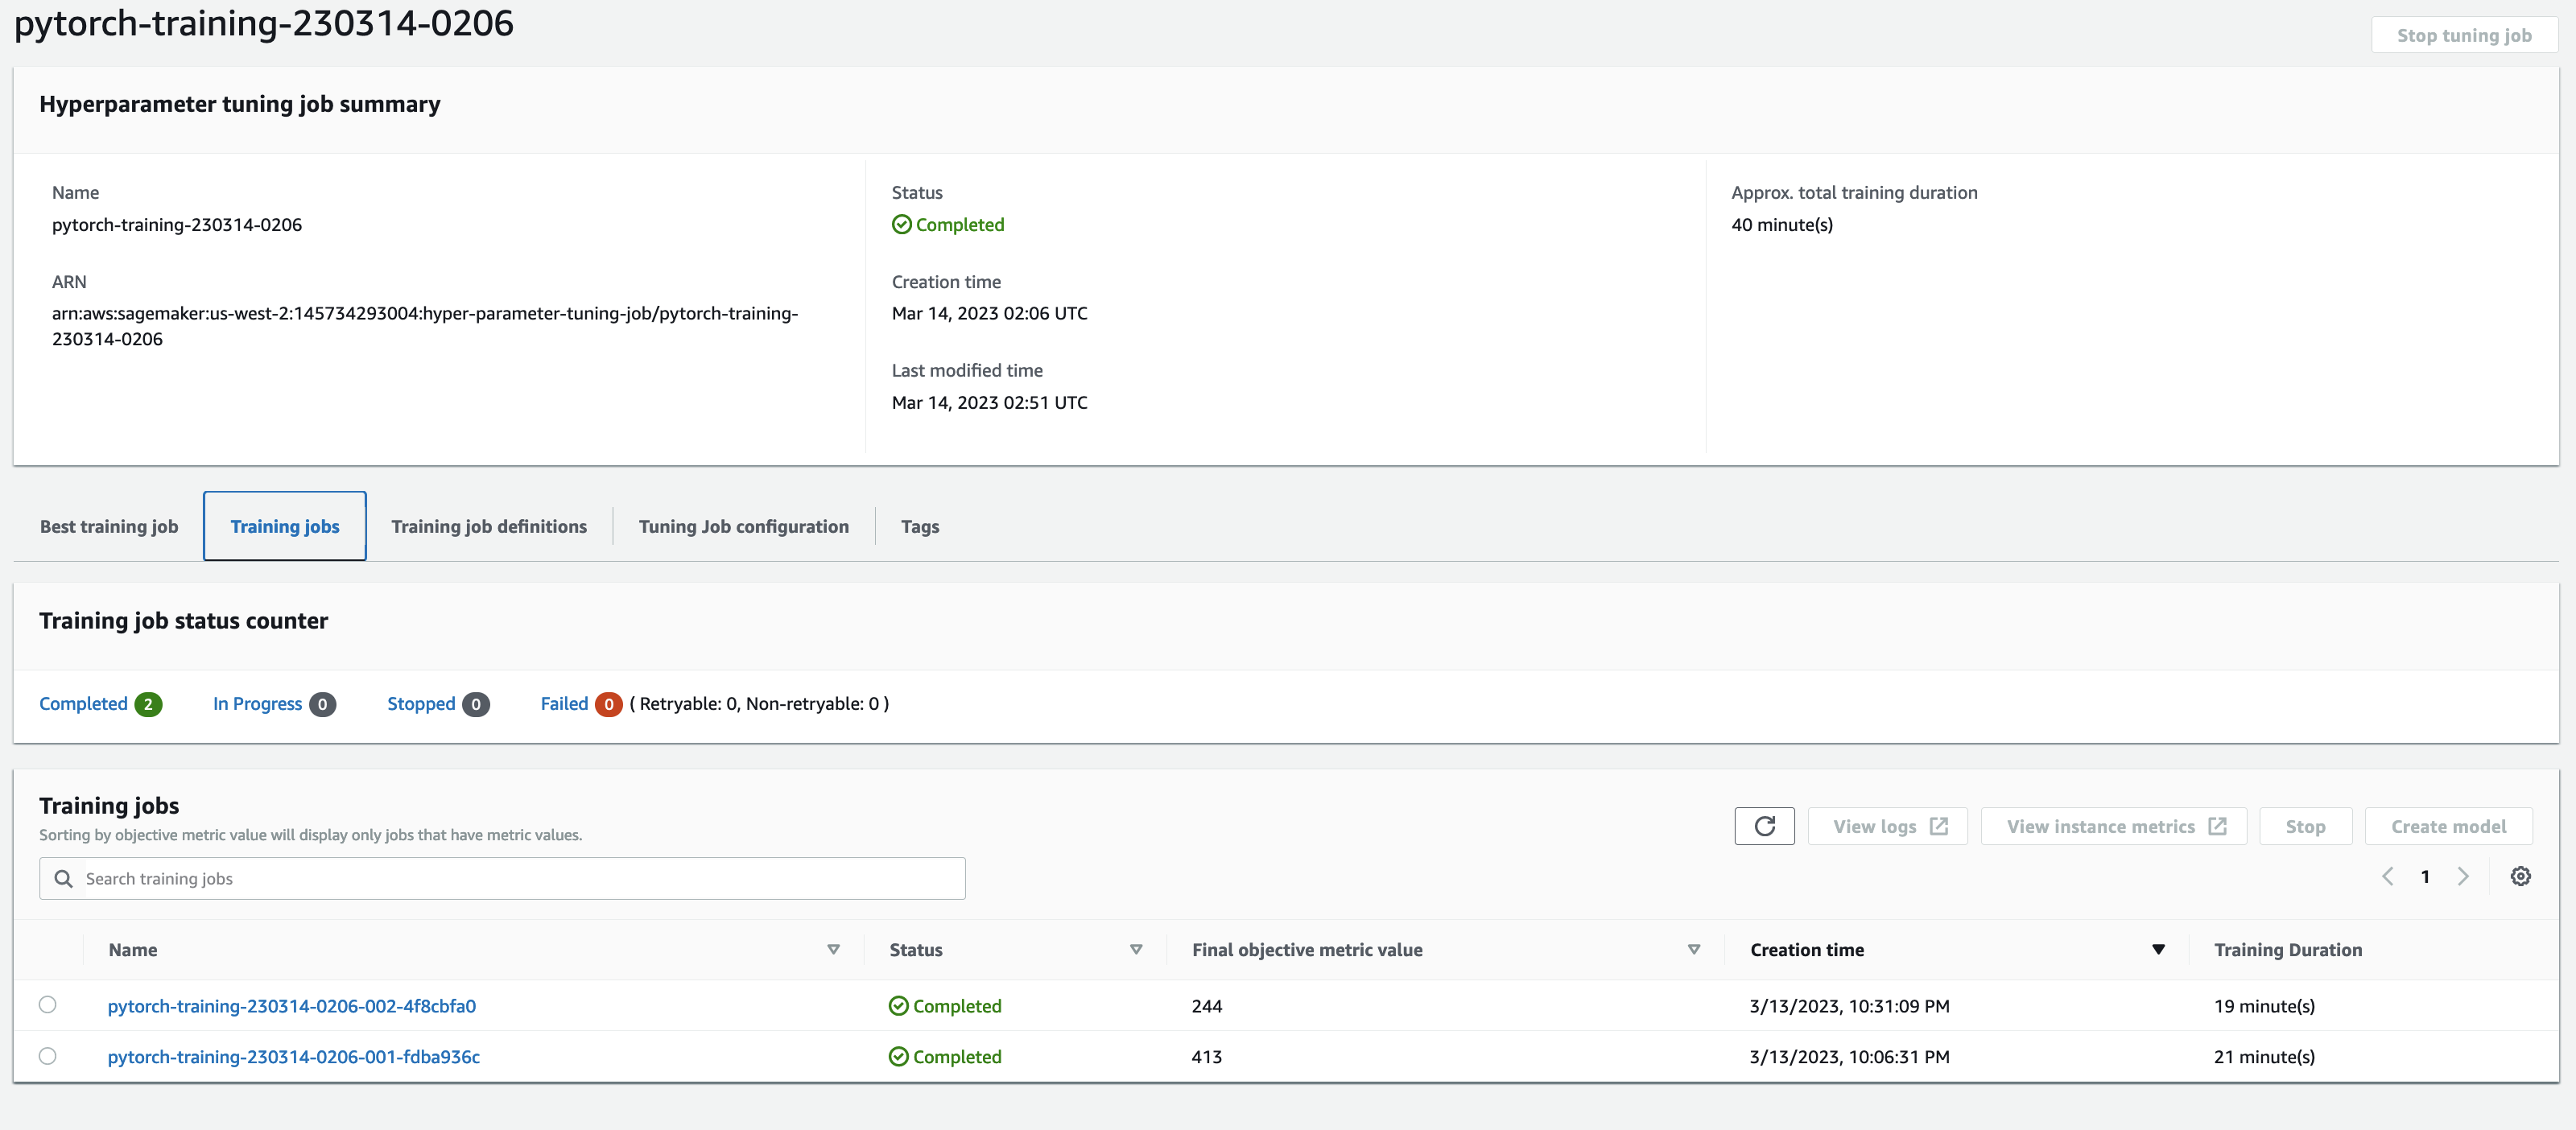 pytorch-training-230314-0206
Stop tuning job
Hyperparameter tuning job summary
Name
pytorch-training-230314-0206
ARN
arn:aws:sagemaker:us-west-2:145734293004:hyper-parameter-tuning-job/pytorch-training-
230314-0206
Status
Completed
Creation time
Mar 14, 2023 02:06 UTC
Last modified time
Mar 14, 2023 02:51 UTC
Approx. total training duration
40 minute(s)
Best training job Training jobs Training job definitions Tuning Job configuration Tags
Training job status counter
Completed 2 In Progress 0 Stopped 0 Failed 0 ( Retryable: 0, Non-retryable: 0 )
Training jobs
Sorting by objective metric value will display only jobs that have metric values.
View logs View instance metrics Stop Create model
Search training jobs
1
Name Status Final objective metric value Creation time Training Duration
pytorch-training-230314-0206-002-4f8cbfa0 Completed 244 3/13/2023, 10:31:09 PM 19 minute(s)
pytorch-training-230314-0206-001-fdba936c Completed 413 3/13/2023, 10:06:31 PM 21 minute(s)